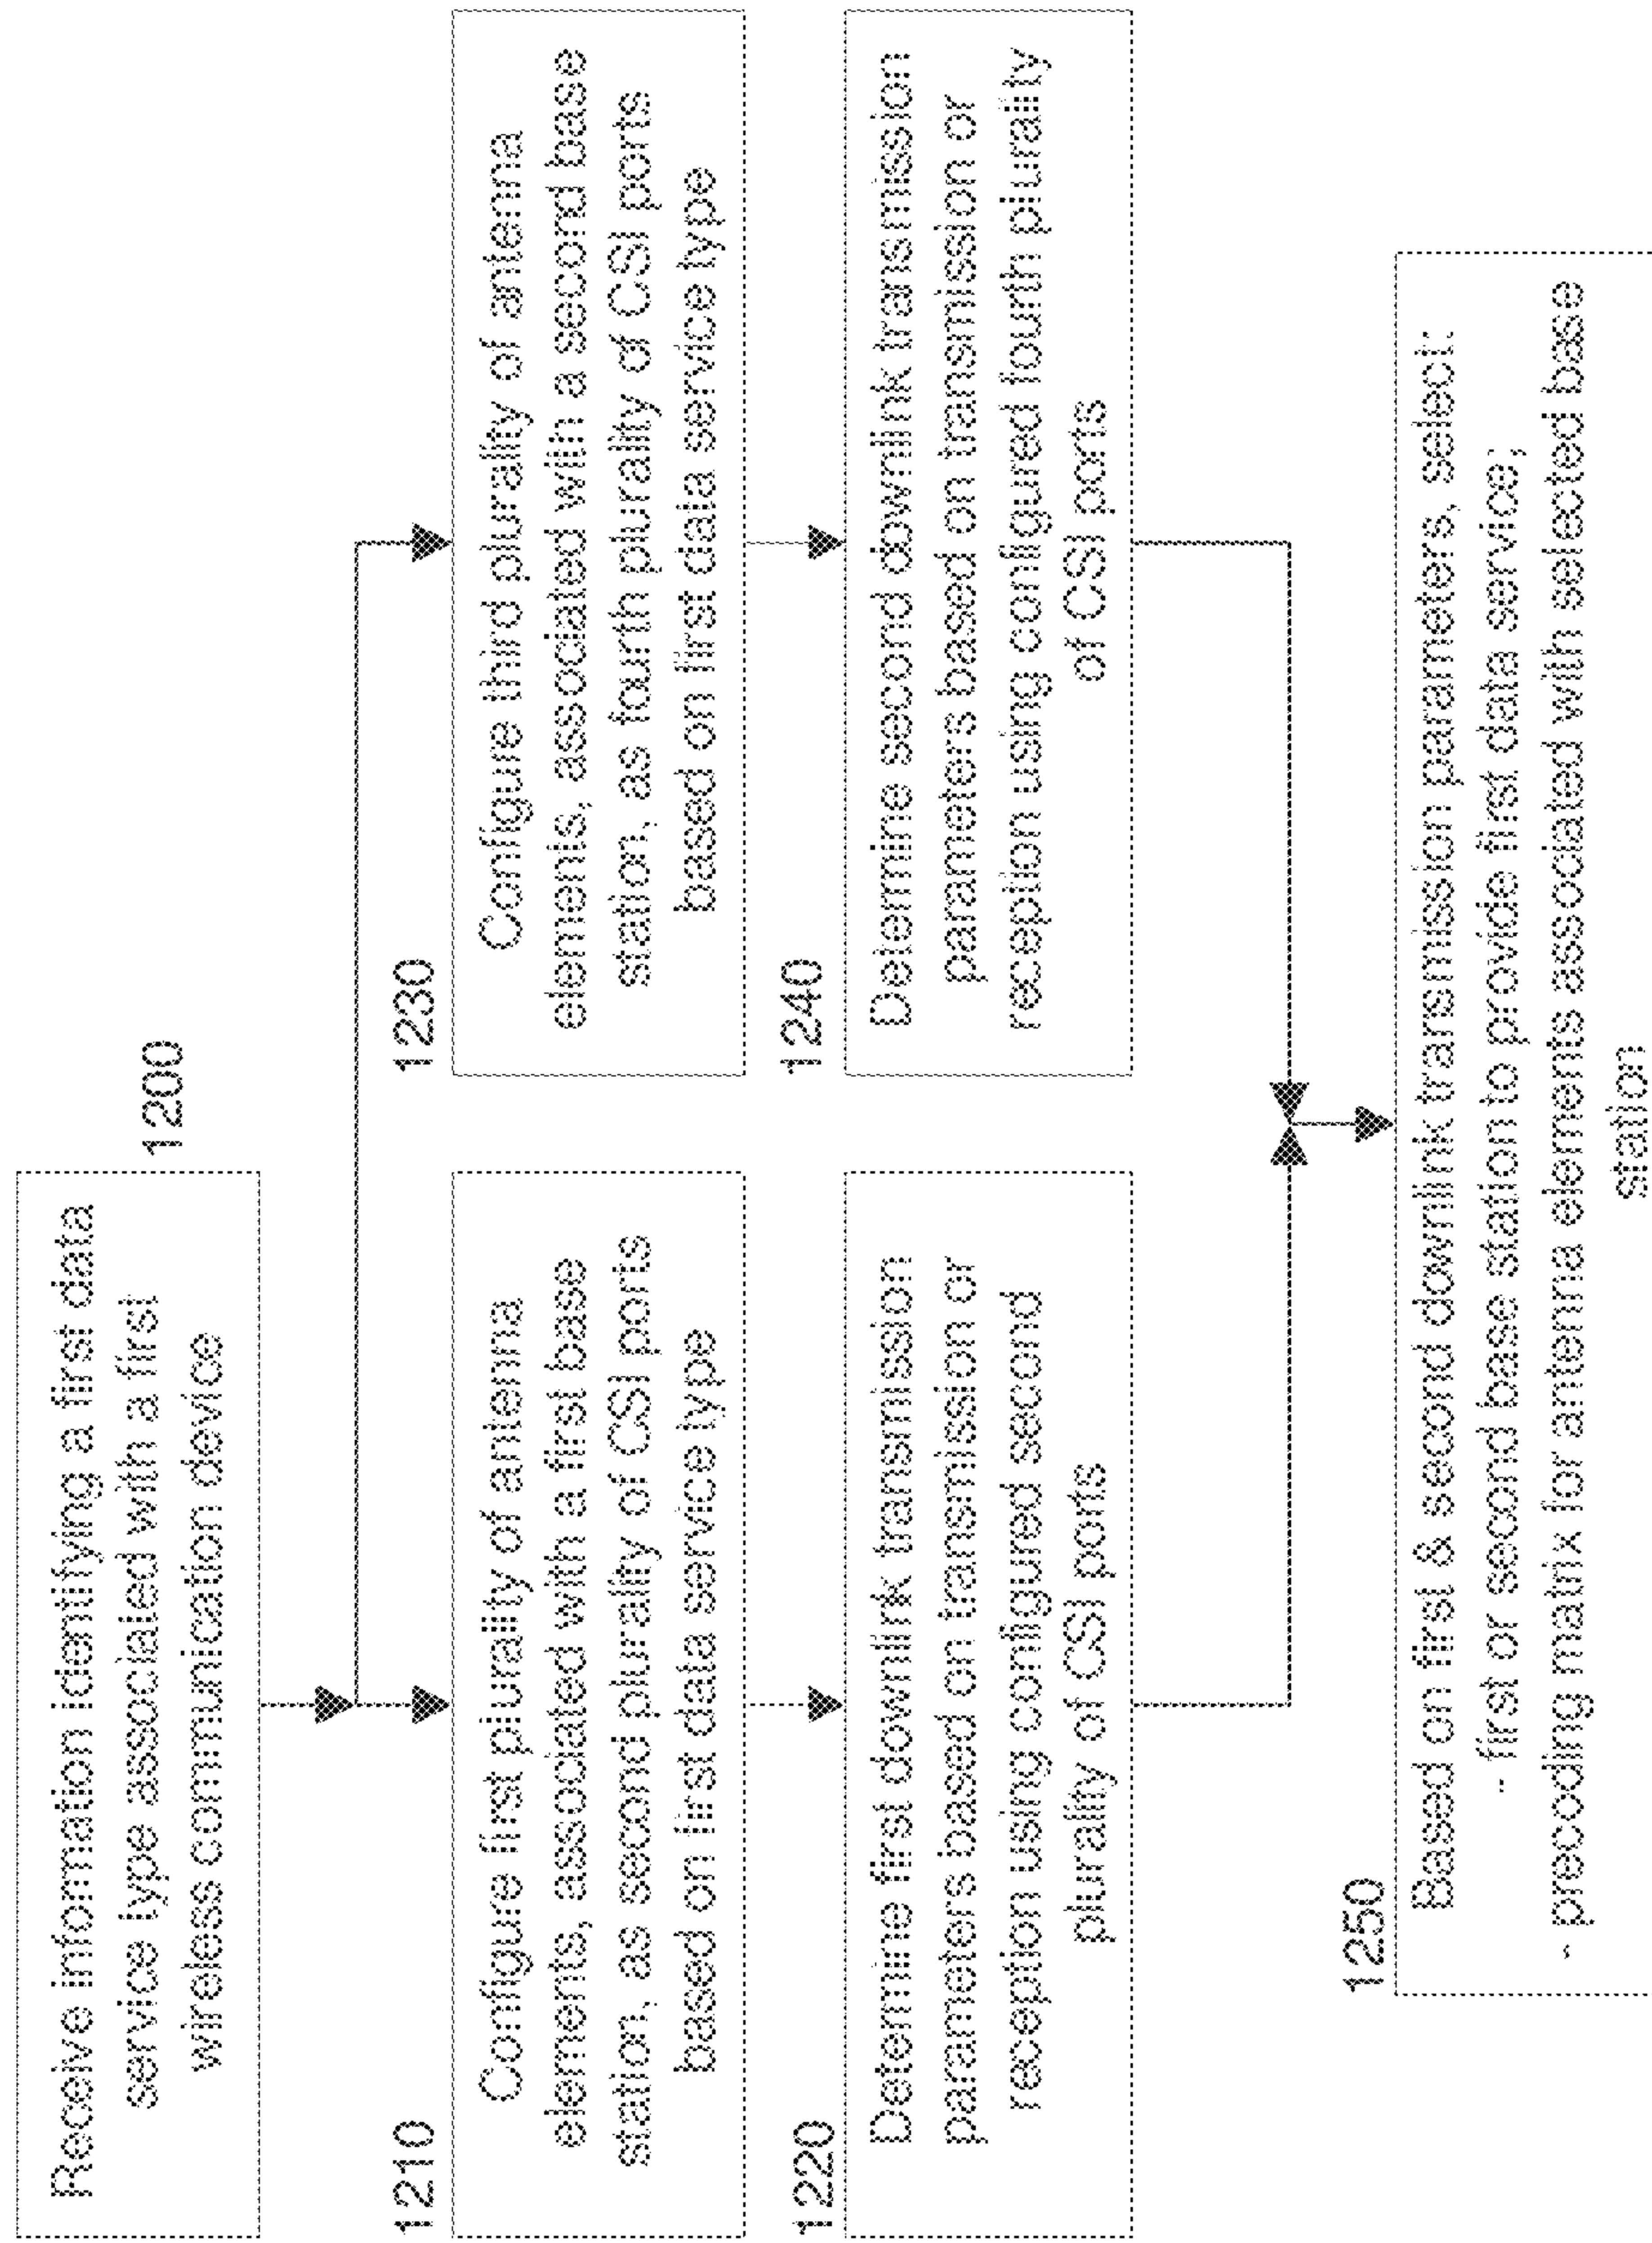 Receive information identifying a first data
service type associated with a first
wireless communication device
1200
1210
Configure first plurality of antenna
elements, associated with a first base
station, as second plurality of CSI ports
based on first data service type
1230
Configure third plurality of antenna
elements, associated with a second base
station, as fourth plurality of CSI ports
based on first data service type
1220
Determine first downlink transmission
parameters based on transmission or
reception using configured second
plurality of CSI ports
1240
Determine second downlink transmission
parameters based on transmission or
reception using configured fourth plurality
of CSI ports
1250
Based on first & second downlink transmission parameters, select:
- first or second base station to provide first data service;
- precoding matrix for antenna elements associated with selected base
station